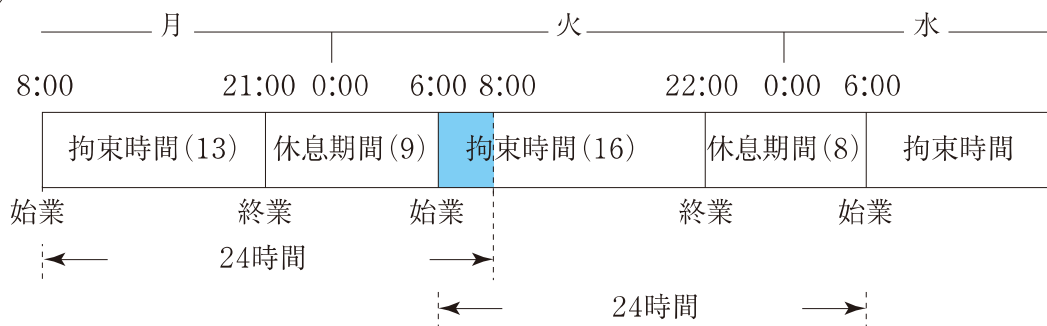 月 火 水
8:00 21:00 0:00 6:00 8:00 22:00 0:00 6:00
拘束時間(13) 休息期間(9) 拘束時間(16) 休息期間(8) 拘束時間
始業 終業 始業 終業 始業
24時間
24時間